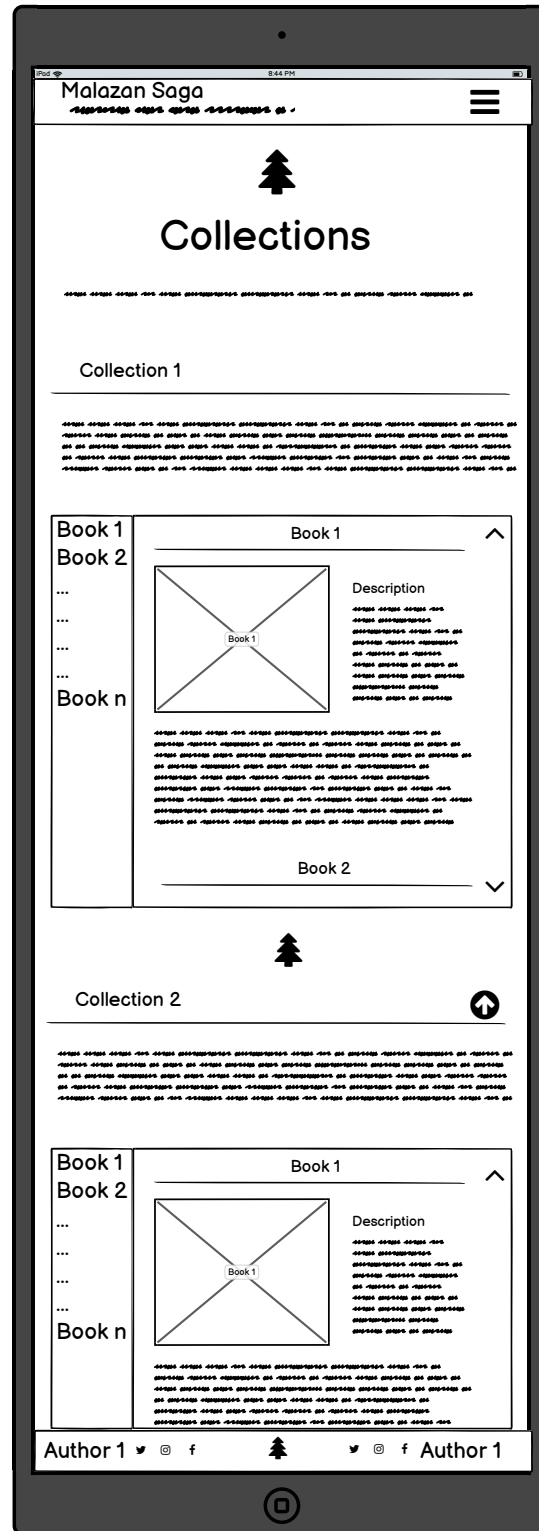 iPad 8:44 PM
Malazan Saga
Collections
Collection 1
Book 1
Book 2
...
...
...
...
Book n
Book 1
Book 1
Description
Book 2
Collection 2
Book 1
Book 2
...
...
...
...
Book n
Book 1
Book 1
Description
Author 1
Author 1